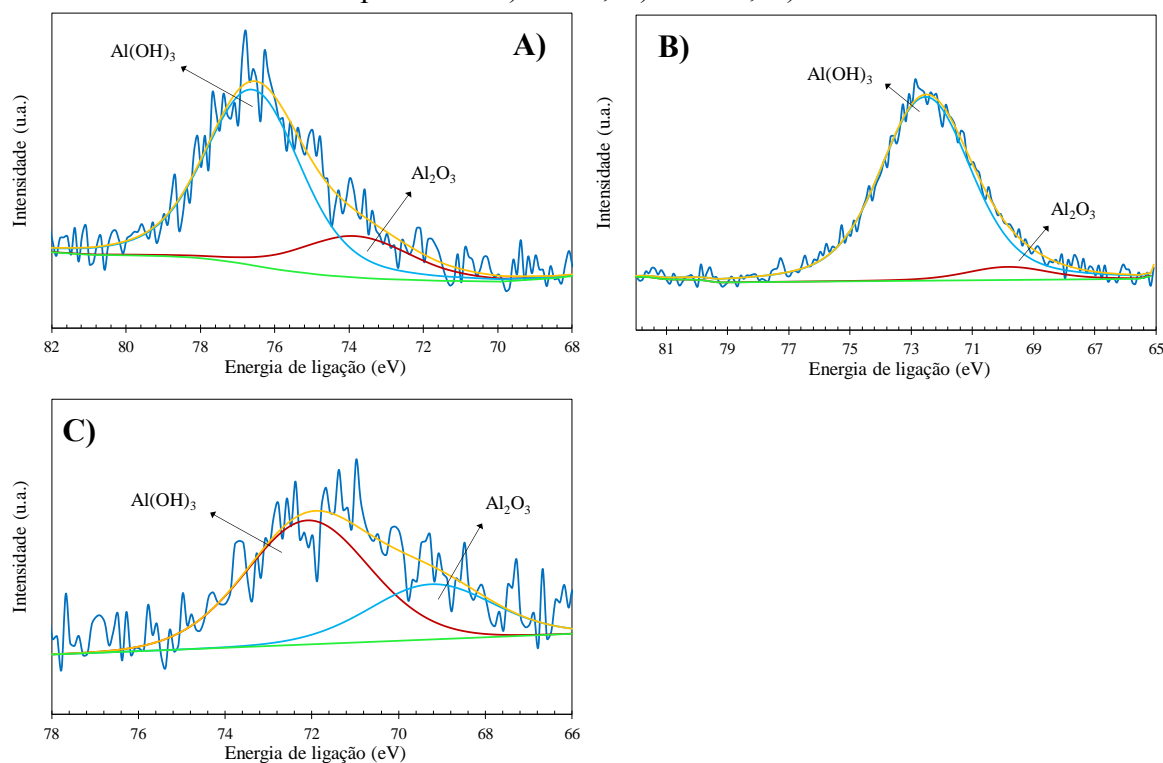 A)
Al(OH)3
Al2O3
Intensidade (u.a.)
82 80 78 76 74 72 70 68
Energia de ligação (eV)
B)
Al(OH)3
Al2O3
Intensidade (u.a.)
81 79 77 75 73 71 69 67 65
Energia de ligação (eV)
C)
Al(OH)3
Al2O3
Intensidade (u.a.)
78 76 74 72 70 68 66
Energia de ligação (eV)